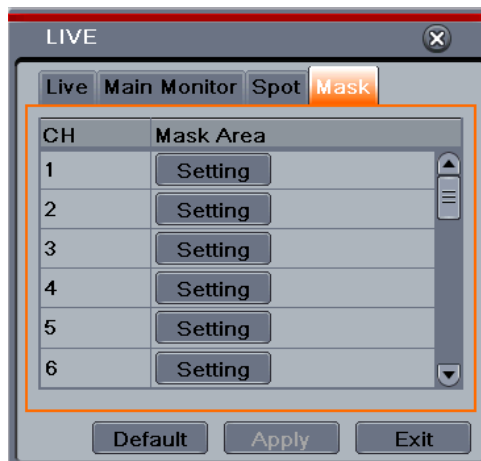 LIVE
Live Main Monitor Spot Mask
CH Mask Area
1 Setting
2 Setting
3 Setting
4 Setting
5 Setting
6 Setting
Default Apply Exit